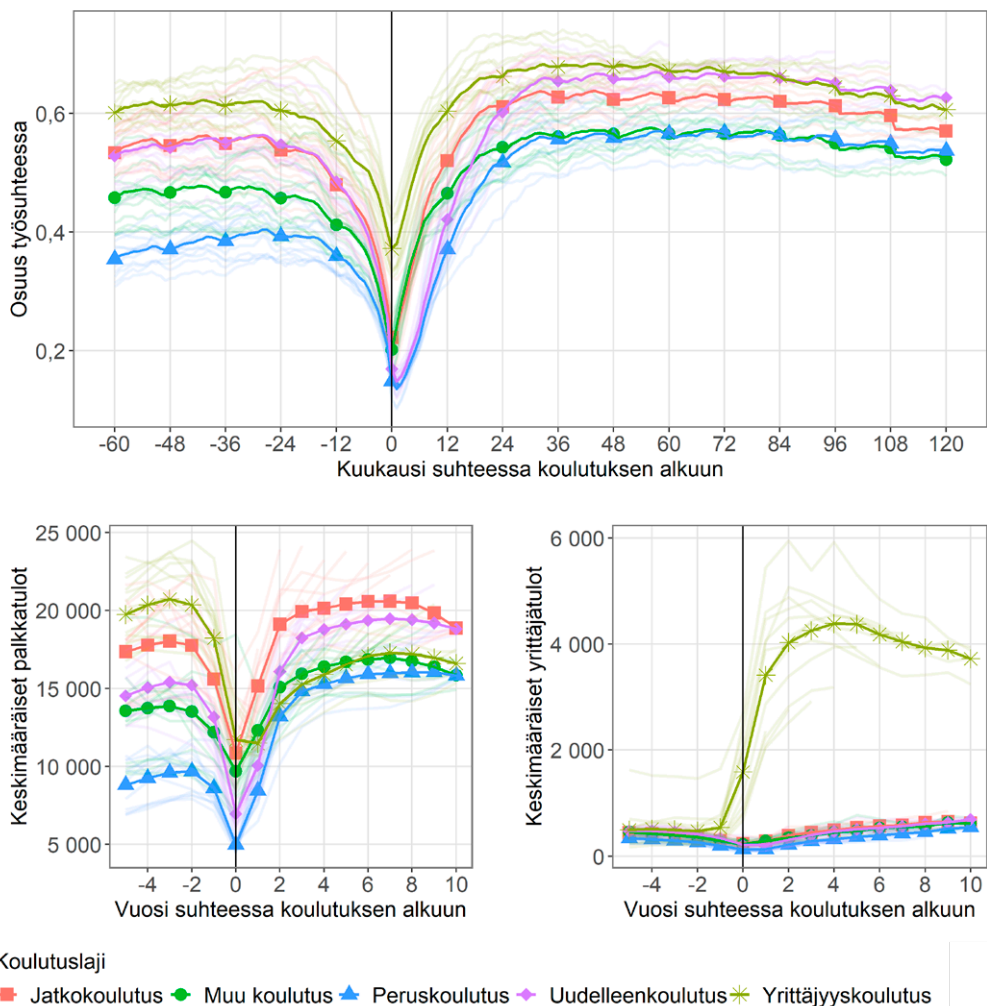 Osuus työsuhteessa
0,6
0,4
0,2
-60 -48 -36 -24 -12 0 12 24 36 48 60 72 84 96 108 120
Kuukausi suhteessa koulutuksen alkuun
Keskimääräiset palkkatulot
25 000
20 000
15 000
10 000
5 000
-4 -2 0 2 4 6 8 10
Vuosi suhteessa koulutuksen alkuun
Keskimääräiset yrittäjätulot
6 000
4 000
2 000
0
-4 -2 0 2 4 6 8 10
Vuosi suhteessa koulutuksen alkuun
Koulutuslaji
Jatkokoulutus Muu koulutus Peruskoulutus Uudelleenkoulutus Yrittäjyyskoulutus